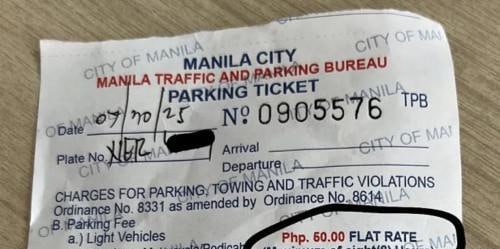 CITY OF MANILA
MANILA CITY
MANILA TRAFFIC AND PARKING BUREAU
PARKING TICKET
Date 07/20/25 Nº 0905576 TPB
Plate No. NER
Arrival
Departure
CHARGES FOR PARKING, TOWING AND TRAFFIC VIOLATIONS
Ordinance No. 8331 as amended by Ordinance No. 8614
B. Parking Fee
a.) Light Vehicles
Php. 50.00 FLAT RATE